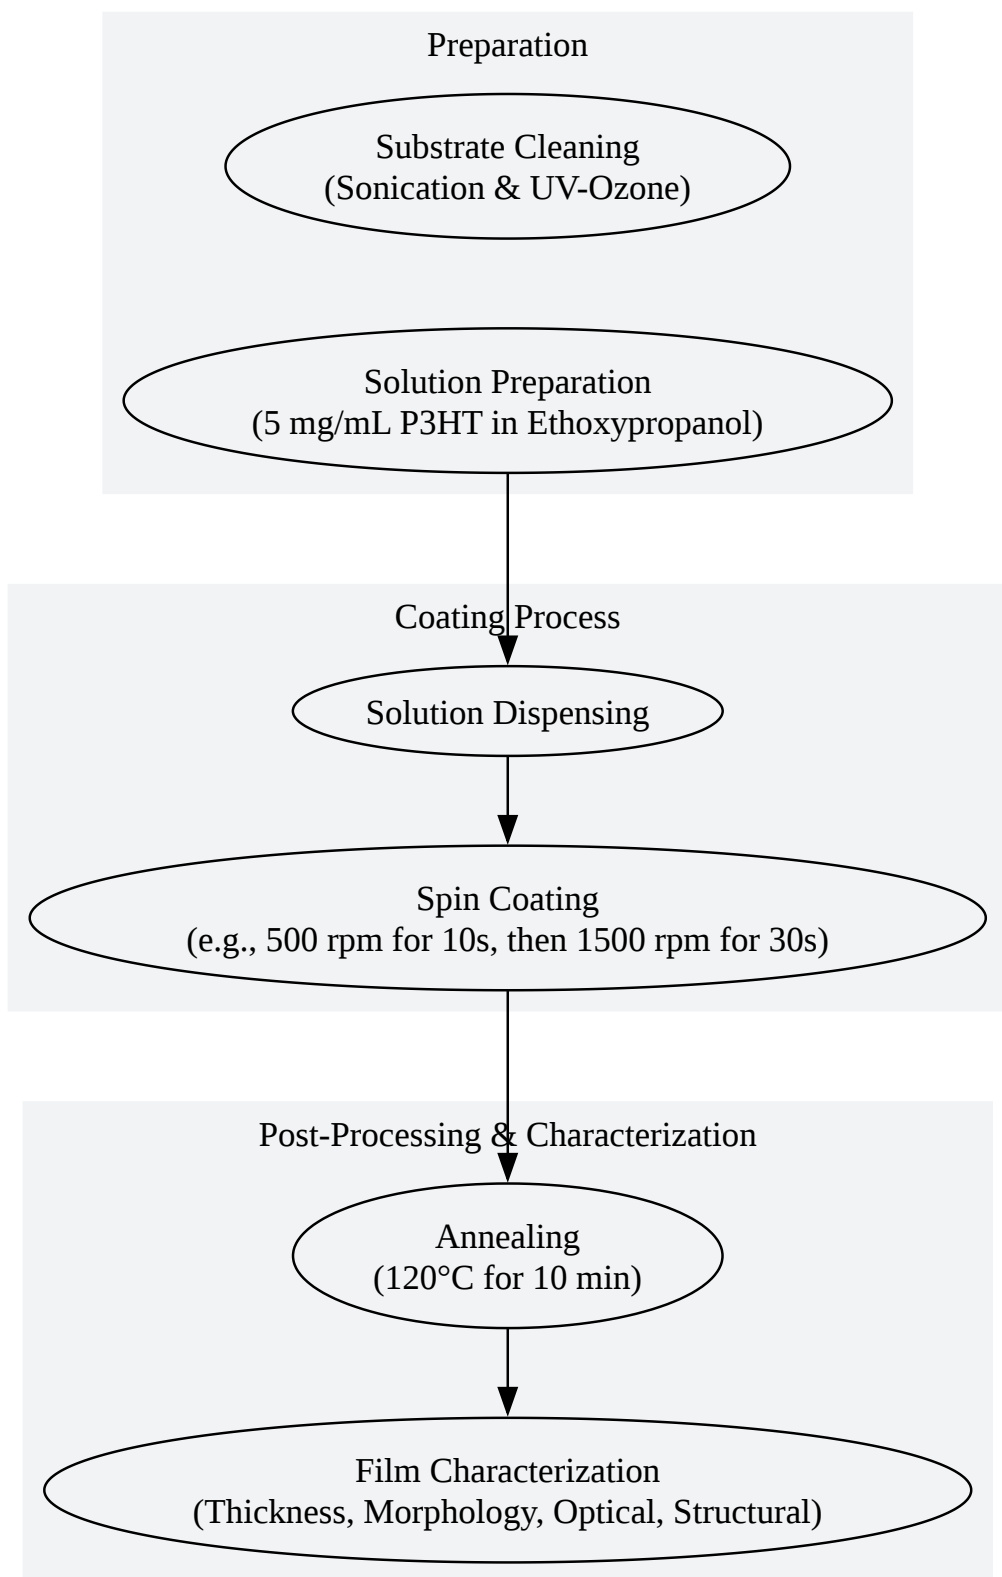 Preparation
Substrate Cleaning
(Sonication & UV-Ozone)
Solution Preparation
(5 mg/mL P3HT in Ethoxypropanol)
Coating Process
Solution Dispensing
Spin Coating
(e.g., 500 rpm for 10s, then 1500 rpm for 30s)
Post-Processing & Characterization
Annealing
(120°C for 10 min)
Film Characterization
(Thickness, Morphology, Optical, Structural)